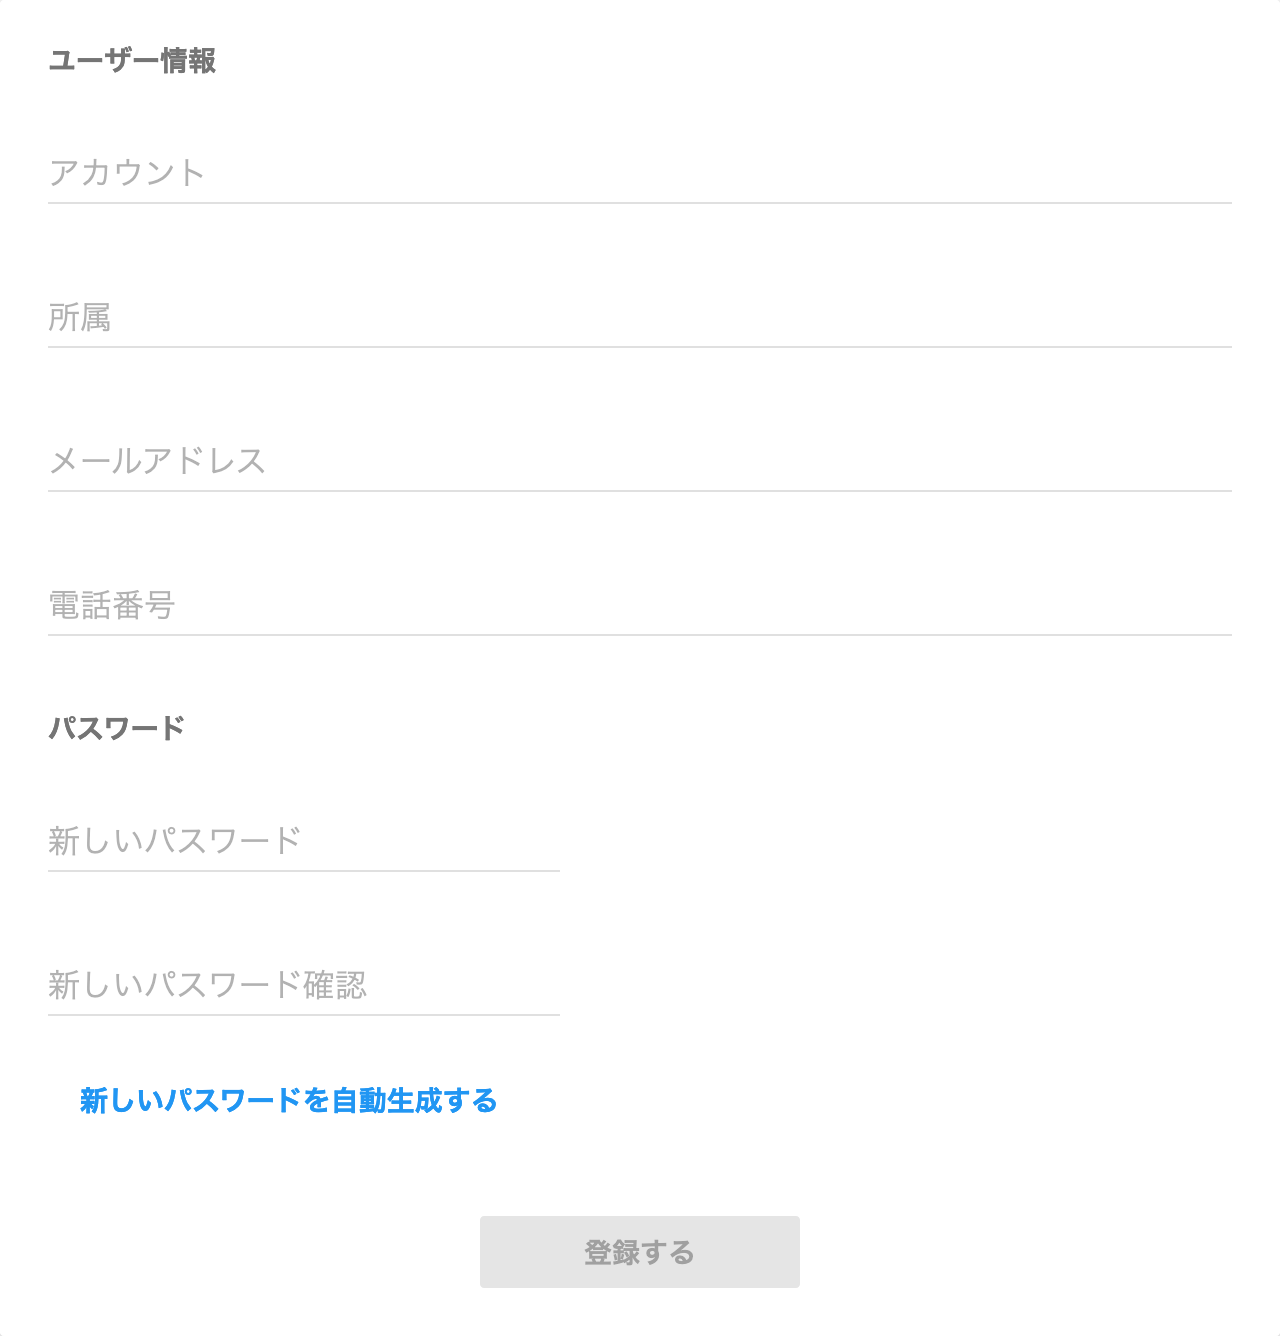 ユーザー情報
アカウント
所属
メールアドレス
電話番号
パスワード
新しいパスワード
新しいパスワード確認
新しいパスワードを自動生成する
登録する